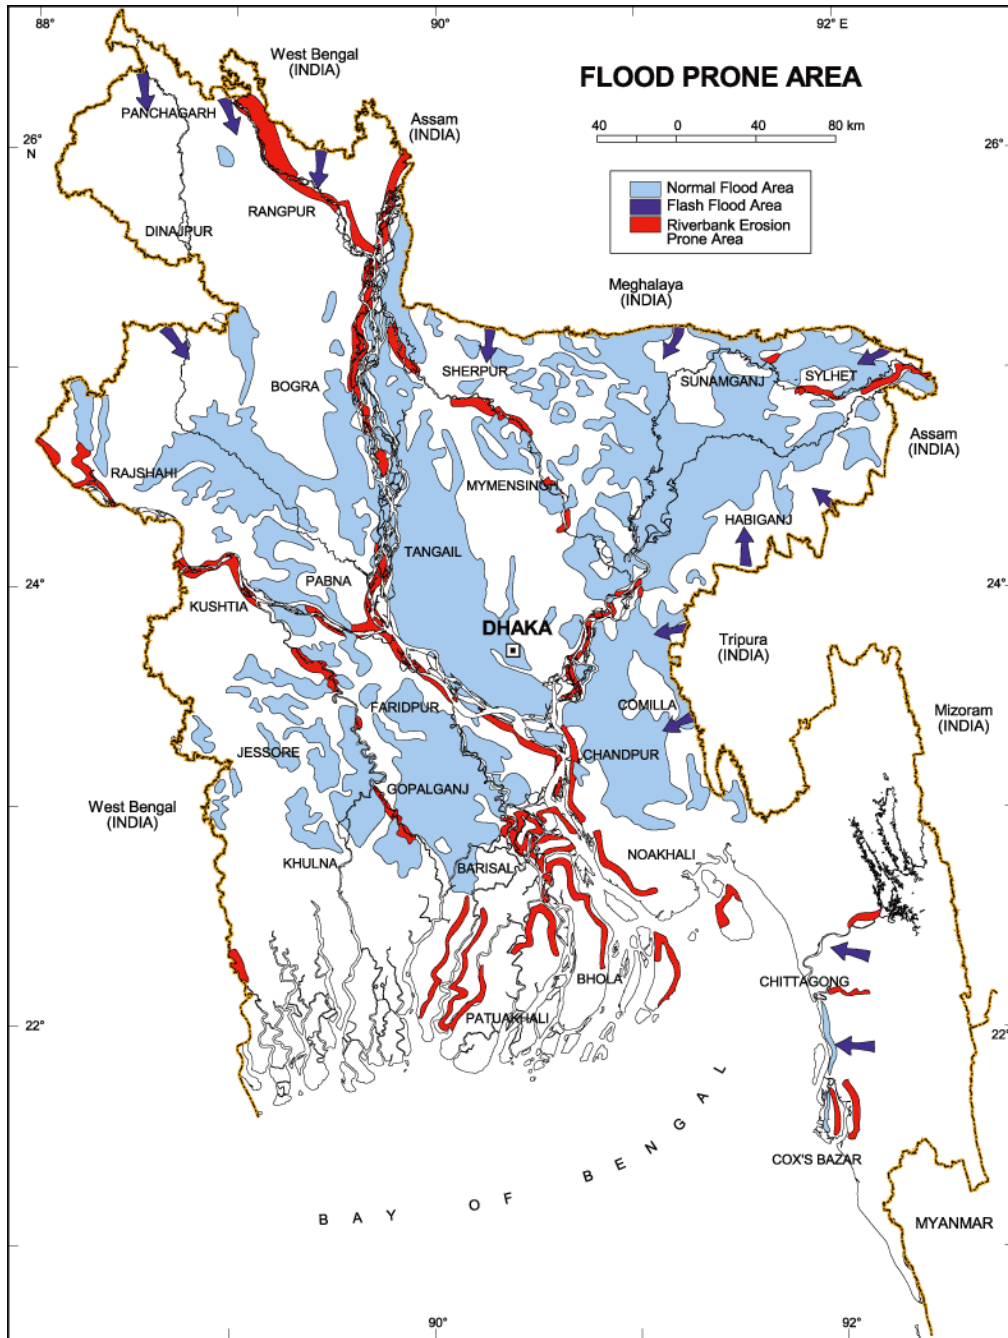 88°
90°
92° E
West Bengal
(INDIA)
FLOOD PRONE AREA
PANCHAGARH
Assam
(INDIA)
40 0 40 80 km
26°
N
26°
Normal Flood Area
Flash Flood Area
Riverbank Erosion
Prone Area
RANGPUR
DINAJPUR
Meghalaya
(INDIA)
SHERPUR
SUNAMGANJ
SYLHET
BOGRA
Assam
(INDIA)
RAJSHAHI
MYMENSINGH
HABIGANJ
TANGAIL
24°
PABNA
24°
KUSHTIA
DHAKA
Tripura
(INDIA)
FARIDPUR
COMILLA
Mizoram
(INDIA)
JESSORE
CHANDPUR
GOPALGANJ
West Bengal
(INDIA)
KHULNA
BARISAL
NOAKHALI
BHOLA
CHITTAGONG
PATUAKHALI
22°
22°
BAY OF BENGAL
COX'S BAZAR
MYANMAR
90°
92°